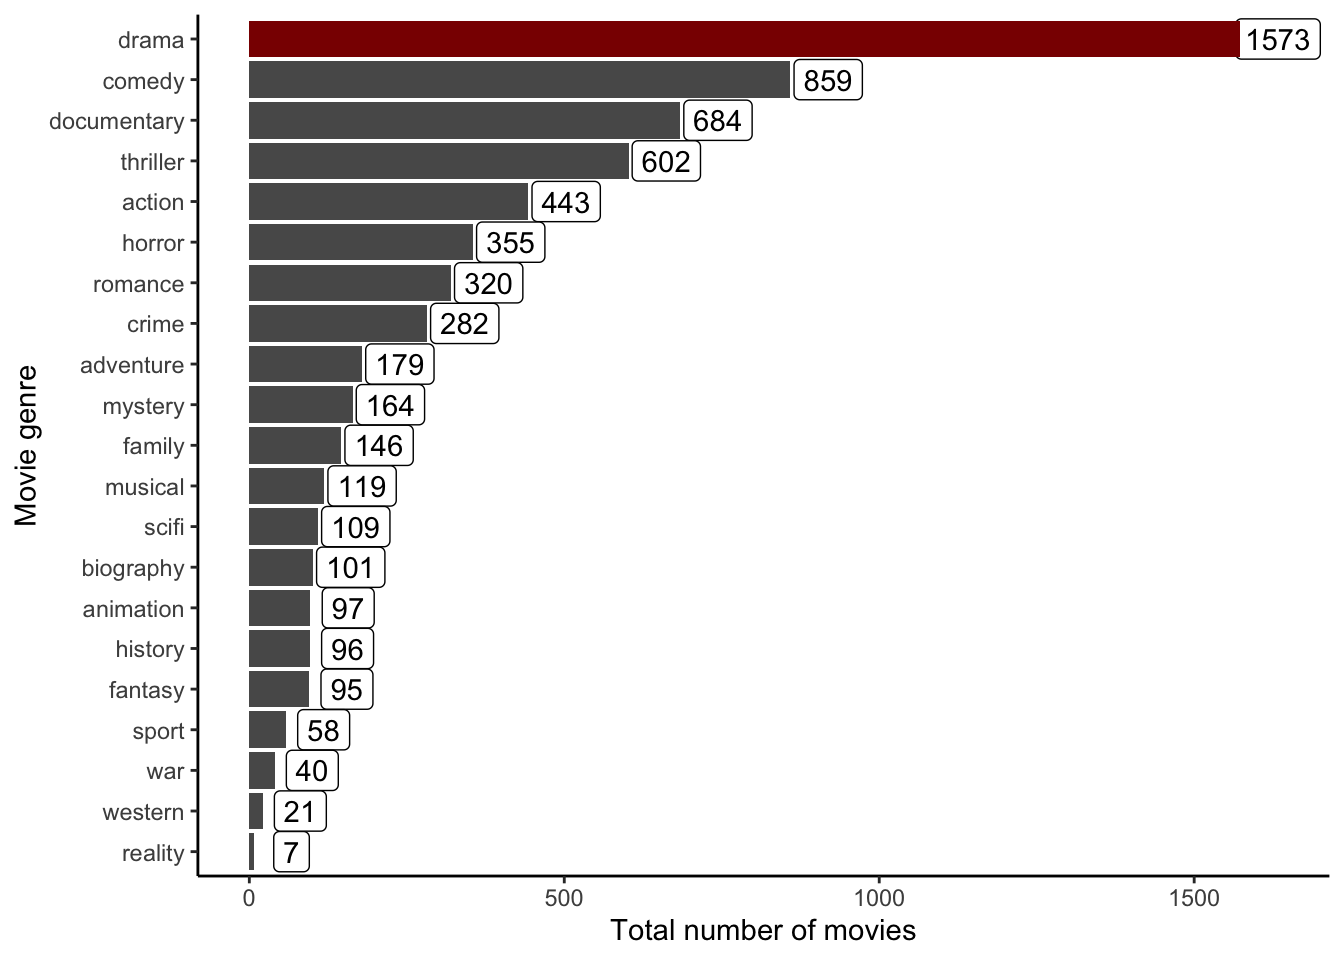 drama 1573
comedy 859
documentary 684
thriller 602
action 443
horror 355
romance 320
crime 282
adventure 179
mystery 164
family 146
musical 119
scifi 109
biography 101
animation 97
history 96
fantasy 95
sport 58
war 40
western 21
reality 7
Movie genre
0 500 1000 1500
Total number of movies